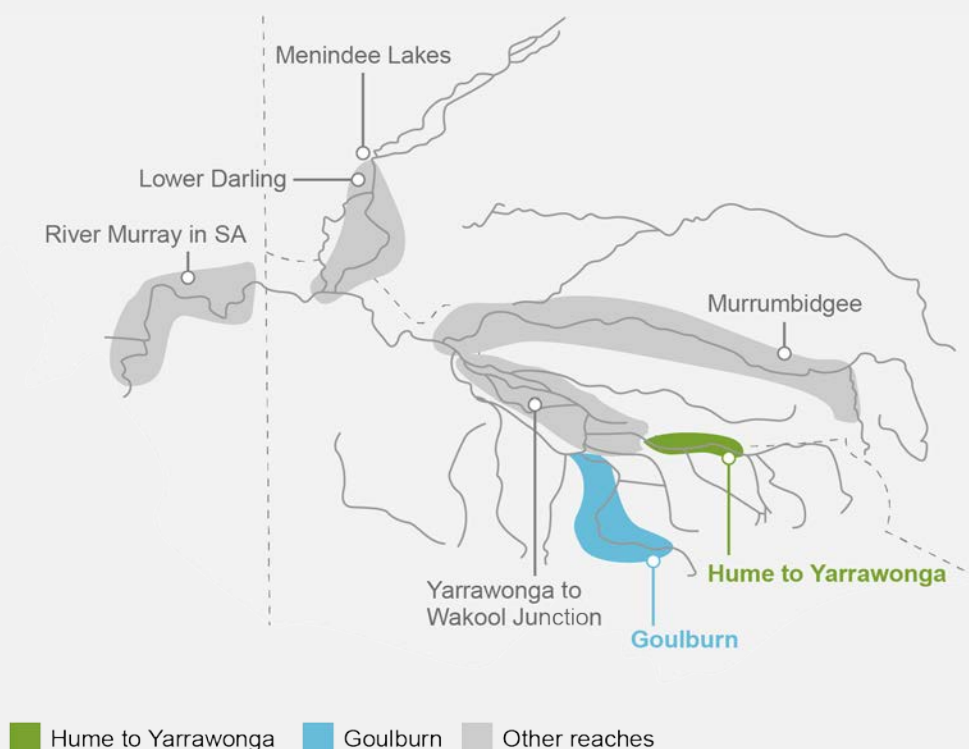 Menindee Lakes
Lower Darling
River Murray in SA
Murrumbidgee
Hume to Yarrawonga
Yarrawonga to
Wakool Junction
Goulburn
Hume to Yarrawonga
Goulburn
Other reaches